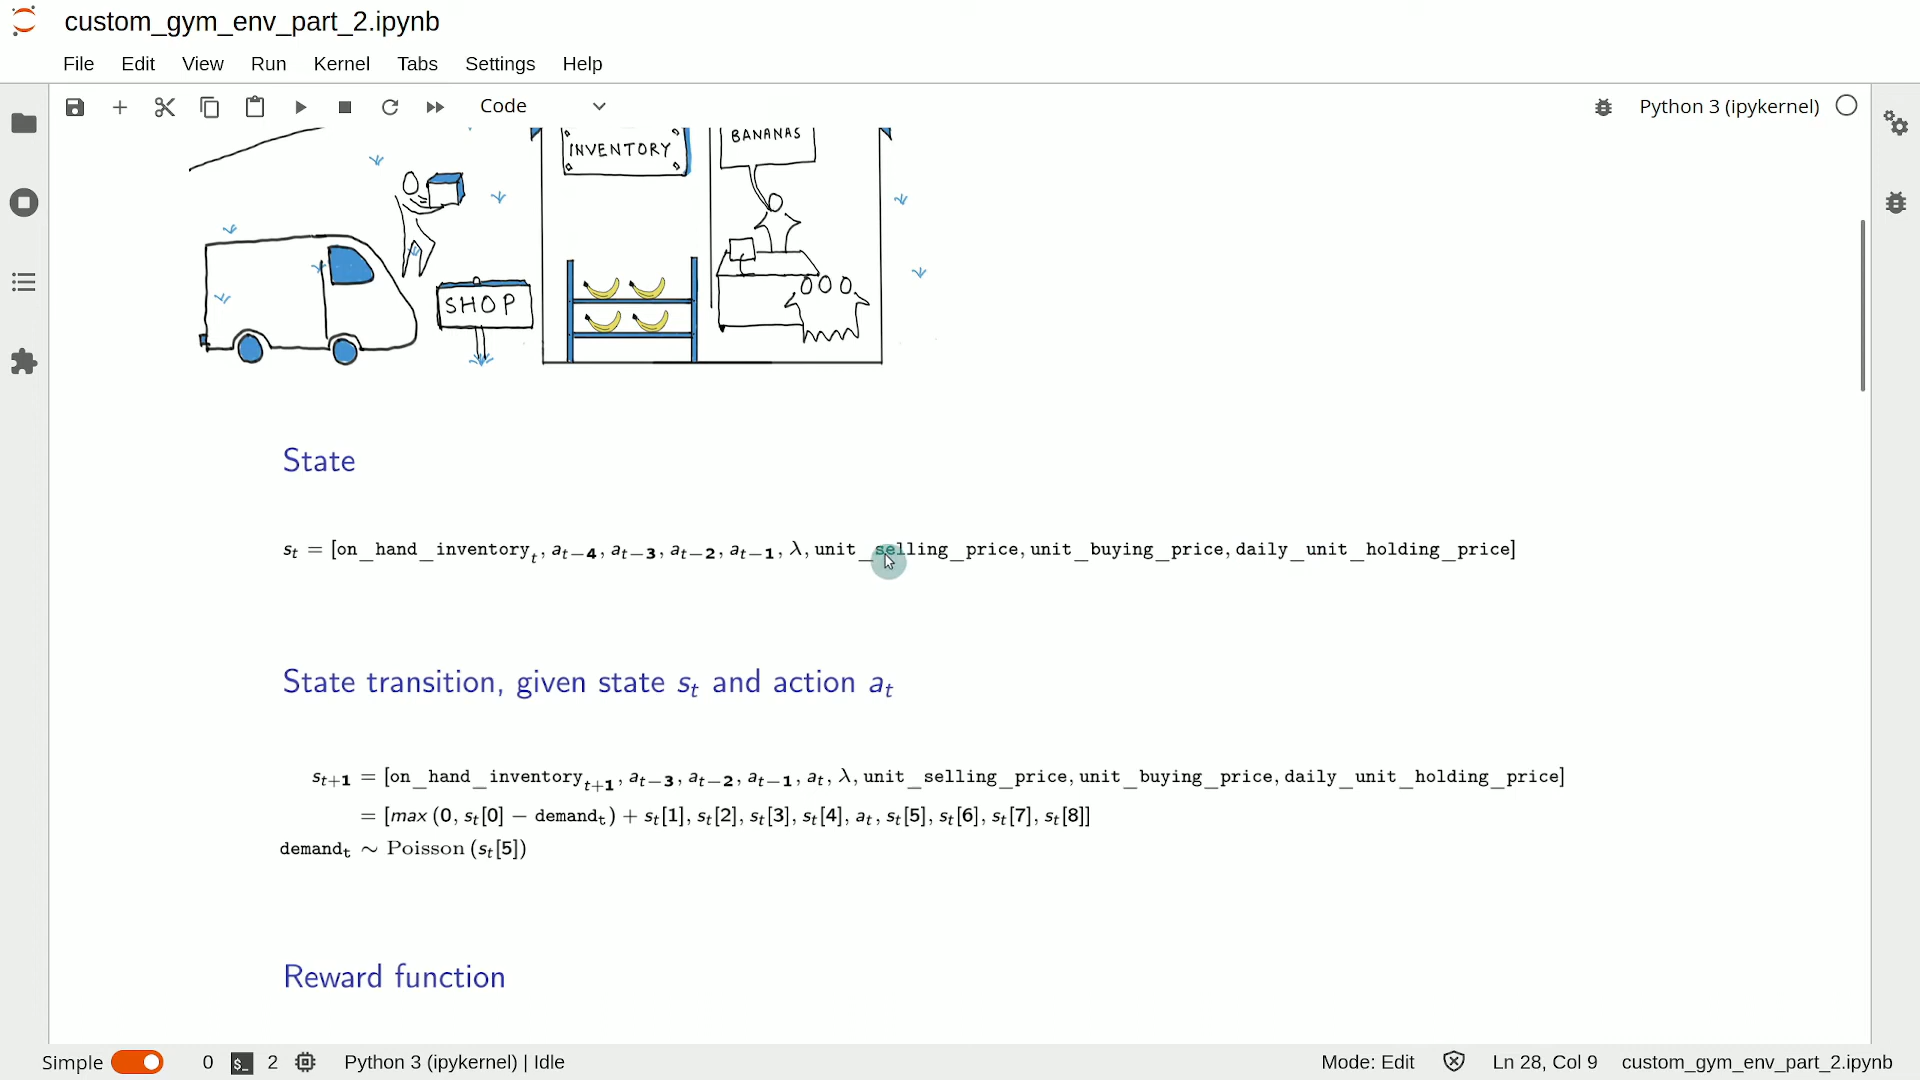 custom_gym_env_part_2.ipynb
File Edit View Run Kernel Tabs Settings Help
Code Python 3 (ipykernel)
BANANAS
INVENTORY
SHOP
State
s_t = [on_hand_inventory_t, a_{t−4}, a_{t−3}, a_{t−2}, a_{t−1}, λ, unit_selling_price, unit_buying_price, daily_unit_holding_price]
State transition, given state s_t and action a_t
s_{t+1} = [on_hand_inventory_{t+1}, a_{t−3}, a_{t−2}, a_{t−1}, a_t, λ, unit_selling_price, unit_buying_price, daily_unit_holding_price]
= [max (0, s_t[0] − demand_t) + s_t[1], s_t[2], s_t[3], s_t[4], a_t, s_t[5], s_t[6], s_t[7], s_t[8]]
demand_t ∼ Poisson (s_t[5])
Reward function
Simple 0 $_ 2 Python 3 (ipykernel) | Idle Mode: Edit Ln 28, Col 9 custom_gym_env_part_2.ipynb